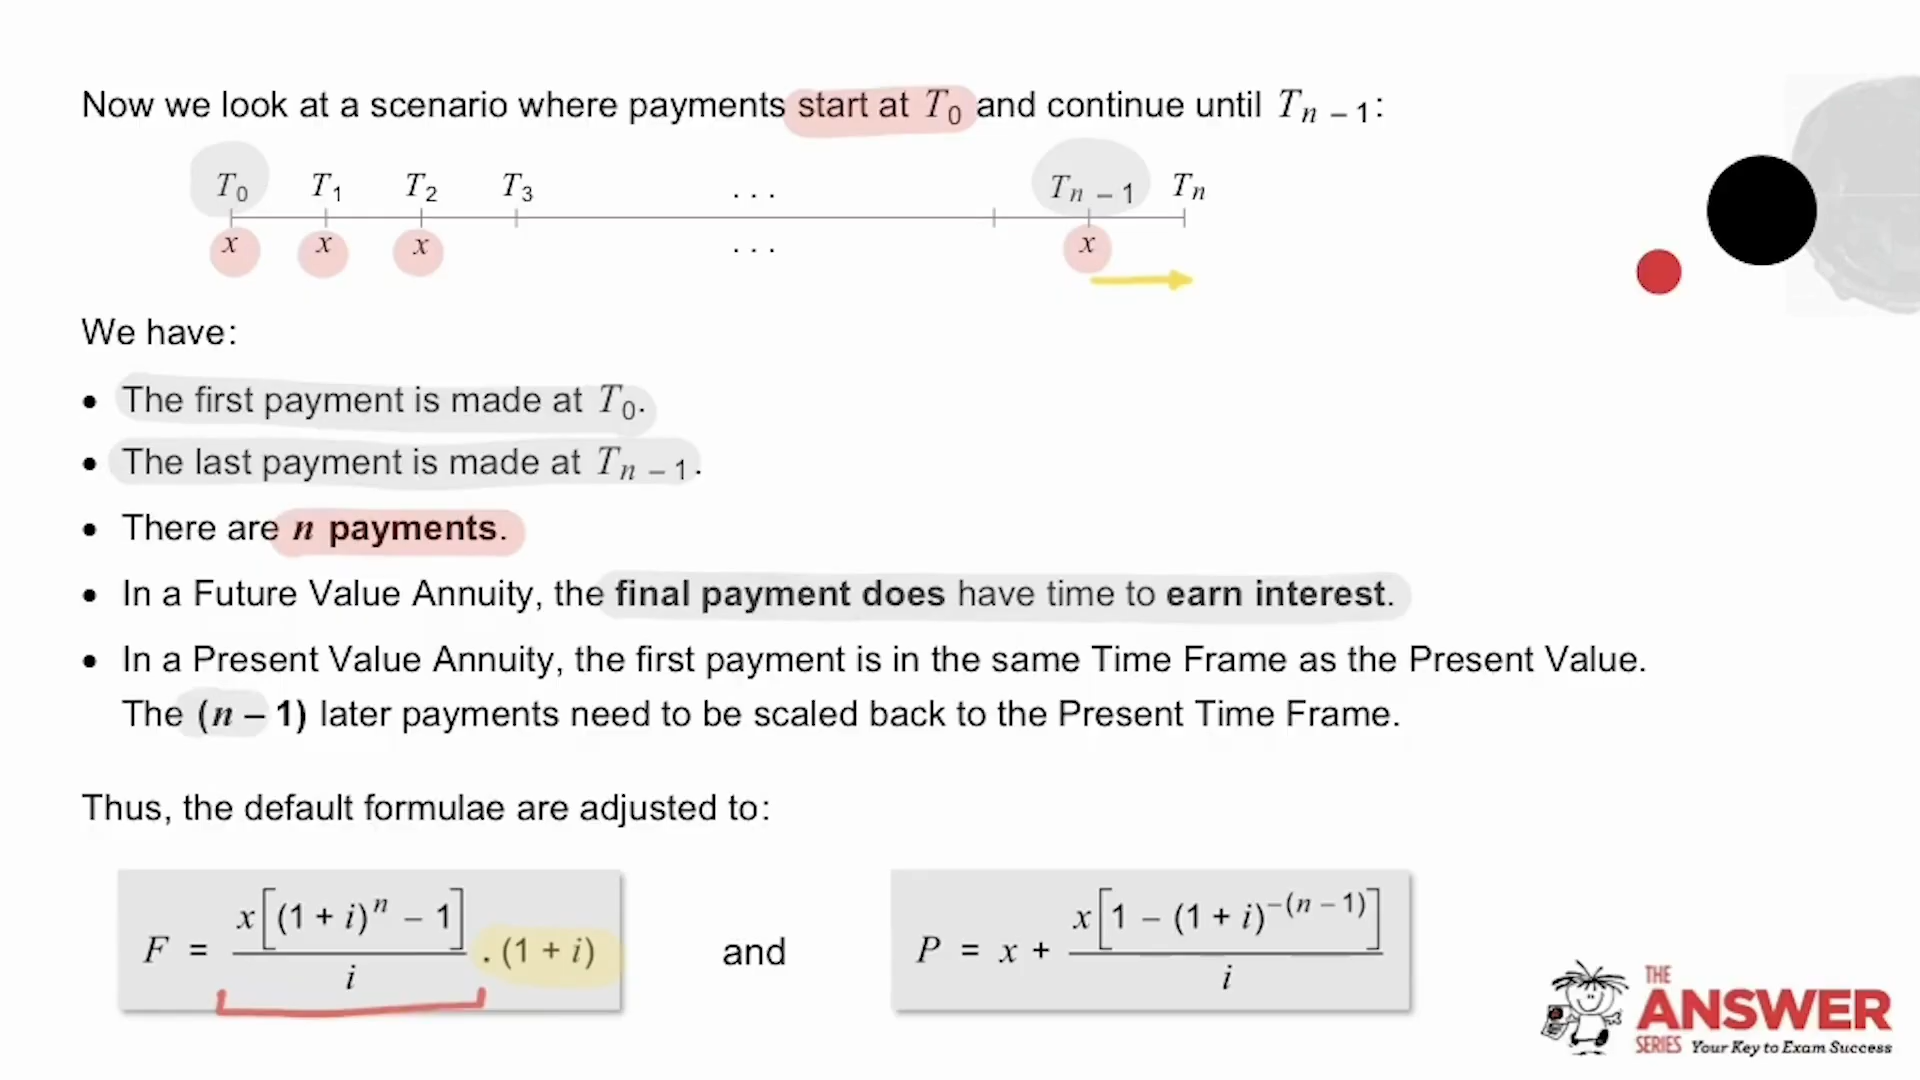 Now we look at a scenario where payments start at T₀ and continue until Tₙ ₋ ₁:
T₀ T₁ T₂ T₃ . . . Tₙ ₋ ₁ Tₙ
x x x . . . x
We have:
• The first payment is made at T₀.
• The last payment is made at Tₙ ₋ ₁.
• There are n payments.
• In a Future Value Annuity, the final payment does have time to earn interest.
• In a Present Value Annuity, the first payment is in the same Time Frame as the Present Value.
The (n – 1) later payments need to be scaled back to the Present Time Frame.
Thus, the default formulae are adjusted to:
F = x[(1 + i)ⁿ – 1] / i . (1 + i) and P = x + x[1 – (1 + i)^–(n – 1)] / i
THE
ANSWER
SERIES Your Key to Exam Success